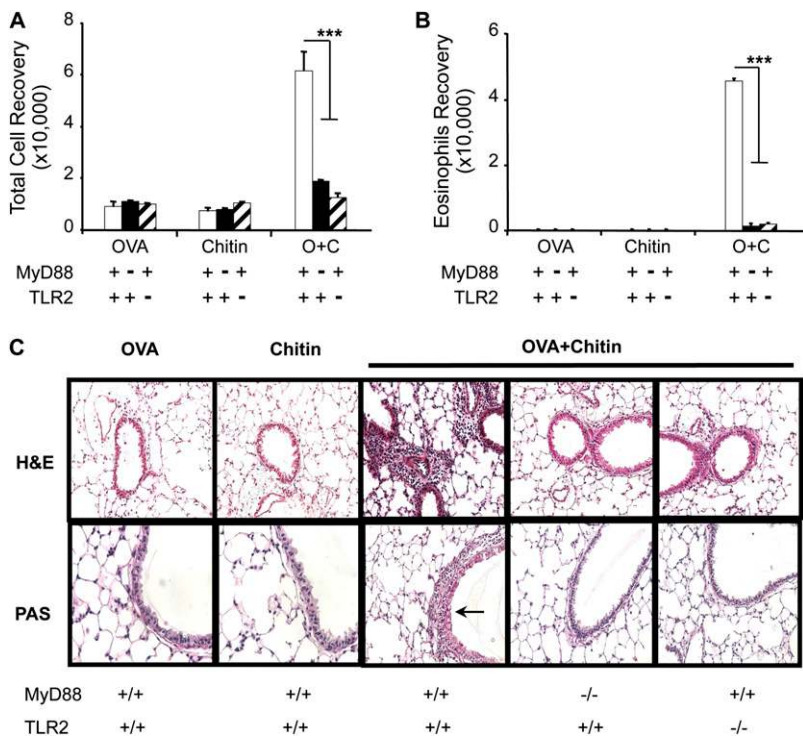 A
Total Cell Recovery
(x10,000)
8
6
4
2
0
***
OVA Chitin O+C
MyD88 + - + + - + + - +
TLR2 + + - + + - + + -
B
Eosinophils Recovery
(x10,000)
6
4
2
0
***
OVA Chitin O+C
MyD88 + - + + - + + - +
TLR2 + + - + + - + + -
C
OVA Chitin OVA+Chitin
H&E
PAS
MyD88 +/+ +/+ +/+ -/- +/+
TLR2 +/+ +/+ +/+ +/+ -/-